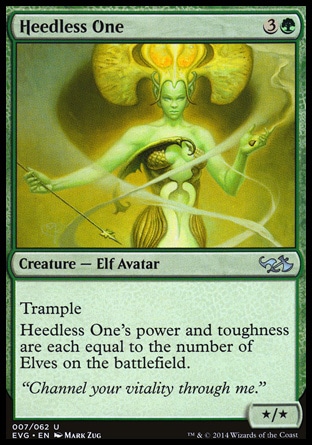 Heedless One 3
Creature — Elf Avatar
Trample
Heedless One's power and toughness
are each equal to the number of
Elves on the battlefield.
"Channel your vitality through me."
007/062 U
EVG • EN Mark Zug
™ & © 2014 Wizards of the Coast
*/*